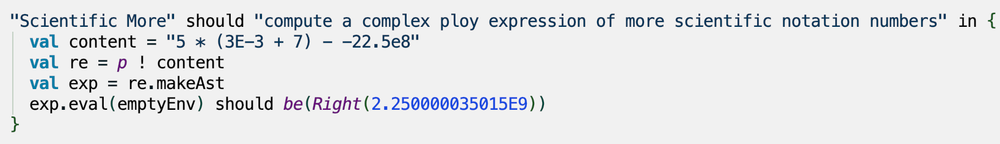 "Scientific More" should "compute a complex ploy expression of more scientific notation numbers" in {
  val content = "5 * (3E-3 + 7) - -22.5e8"
  val re = p ! content
  val exp = re.makeAst
  exp.eval(emptyEnv) should be(Right(2.250000035015E9))
}